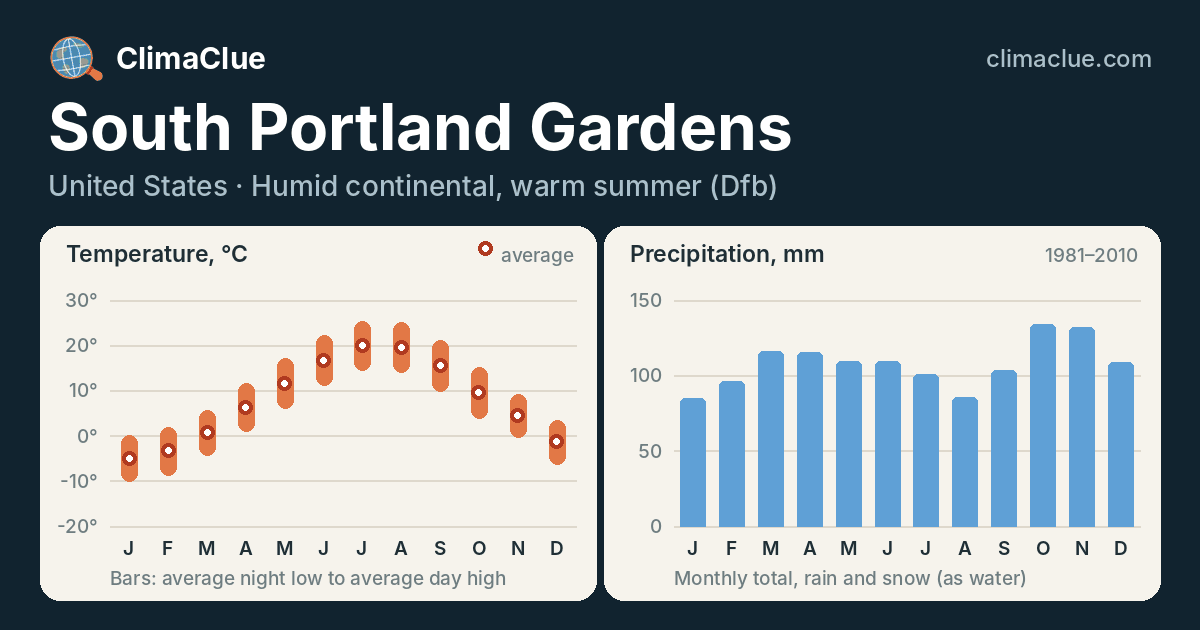 ClimaClue
climaclue.com
South Portland Gardens
United States · Humid continental, warm summer (Dfb)
Temperature, °C
average
30°
20°
10°
0°
-10°
-20°
J F M A M J J A S O N D
Bars: average night low to average day high
Precipitation, mm
1981–2010
150
100
50
0
J F M A M J J A S O N D
Monthly total, rain and snow (as water)